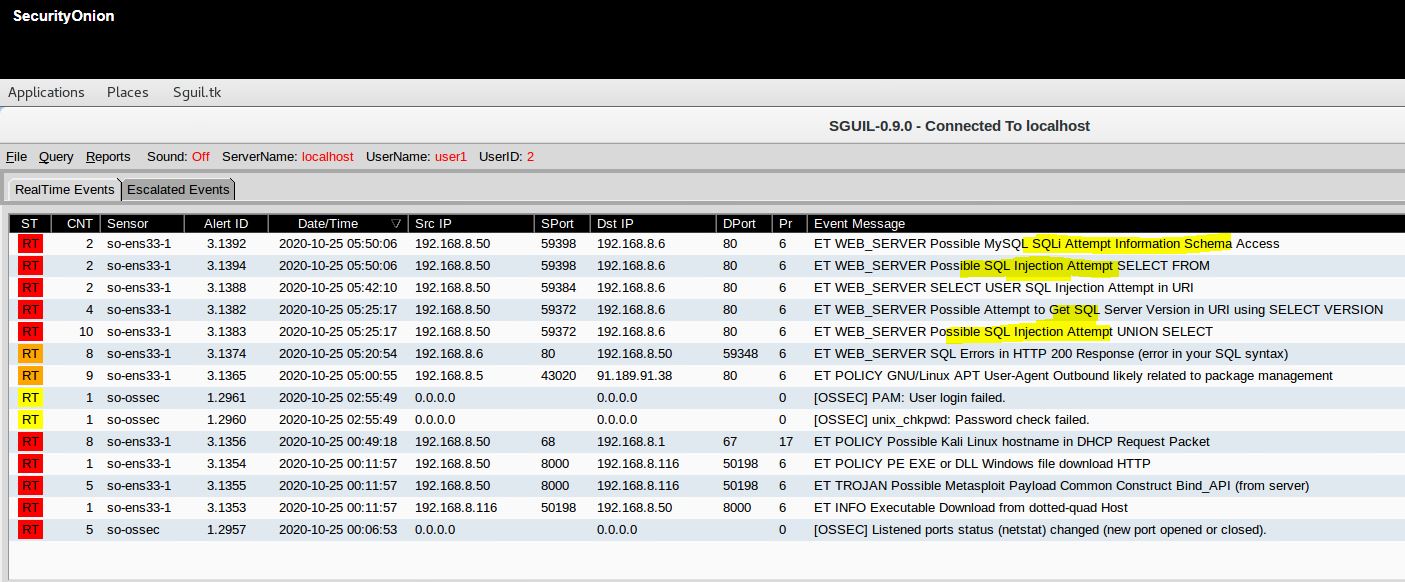 SecurityOnion
Applications Places Sguil.tk
SGUIL-0.9.0 - Connected To localhost
File Query Reports Sound: Off ServerName: localhost UserName: user1 UserID: 2
RealTime Events Escalated Events
ST CNT Sensor Alert ID Date/Time Src IP SPort Dst IP DPort Pr Event Message
RT 2 so-ens33-1 3.1392 2020-10-25 05:50:06 192.168.8.50 59398 192.168.8.6 80 6 ET WEB_SERVER Possible MySQL SQLi Attempt Information Schema Access
RT 2 so-ens33-1 3.1394 2020-10-25 05:50:06 192.168.8.50 59398 192.168.8.6 80 6 ET WEB_SERVER Possible SQL Injection Attempt SELECT FROM
RT 2 so-ens33-1 3.1388 2020-10-25 05:42:10 192.168.8.50 59384 192.168.8.6 80 6 ET WEB_SERVER SELECT USER SQL Injection Attempt in URI
RT 4 so-ens33-1 3.1382 2020-10-25 05:25:17 192.168.8.50 59372 192.168.8.6 80 6 ET WEB_SERVER Possible Attempt to Get SQL Server Version in URI using SELECT VERSION
RT 10 so-ens33-1 3.1383 2020-10-25 05:25:17 192.168.8.50 59372 192.168.8.6 80 6 ET WEB_SERVER Possible SQL Injection Attempt UNION SELECT
RT 8 so-ens33-1 3.1374 2020-10-25 05:20:54 192.168.8.6 80 192.168.8.50 59348 6 ET WEB_SERVER SQL Errors in HTTP 200 Response (error in your SQL syntax)
RT 9 so-ens33-1 3.1365 2020-10-25 05:00:55 192.168.8.5 43020 91.189.91.38 80 6 ET POLICY GNU/Linux APT User-Agent Outbound likely related to package management
RT 1 so-ossec 1.2961 2020-10-25 02:55:49 0.0.0.0 0.0.0.0 0 [OSSEC] PAM: User login failed.
RT 1 so-ossec 1.2960 2020-10-25 02:55:49 0.0.0.0 0.0.0.0 0 [OSSEC] unix_chkpwd: Password check failed.
RT 8 so-ens33-1 3.1356 2020-10-25 00:49:18 192.168.8.50 68 192.168.8.1 67 17 ET POLICY Possible Kali Linux hostname in DHCP Request Packet
RT 1 so-ens33-1 3.1354 2020-10-25 00:11:57 192.168.8.50 8000 192.168.8.116 50198 6 ET POLICY PE EXE or DLL Windows file download HTTP
RT 5 so-ens33-1 3.1355 2020-10-25 00:11:57 192.168.8.50 8000 192.168.8.116 50198 6 ET TROJAN Possible Metasploit Payload Common Construct Bind_API (from server)
RT 1 so-ens33-1 3.1353 2020-10-25 00:11:57 192.168.8.116 50198 192.168.8.50 8000 6 ET INFO Executable Download from dotted-quad Host
RT 5 so-ossec 1.2957 2020-10-25 00:06:53 0.0.0.0 0.0.0.0 0 [OSSEC] Listened ports status (netstat) changed (new port opened or closed).